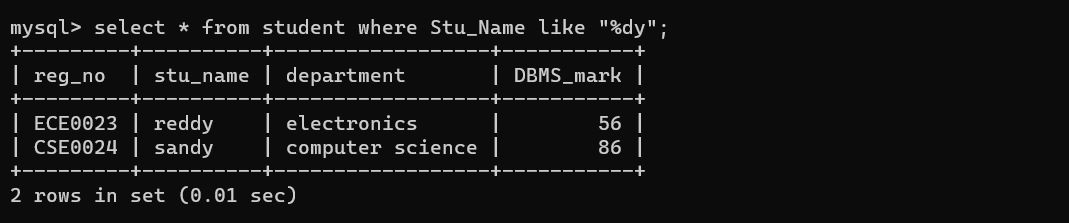 mysql> select * from student where Stu_Name like "%dy";
+---------+----------+------------------+-----------+
| reg_no  | stu_name | department       | DBMS_mark |
+---------+----------+------------------+-----------+
| ECE0023 | reddy    | electronics      |        56 |
| CSE0024 | sandy    | computer science |        86 |
+---------+----------+------------------+-----------+
2 rows in set (0.01 sec)